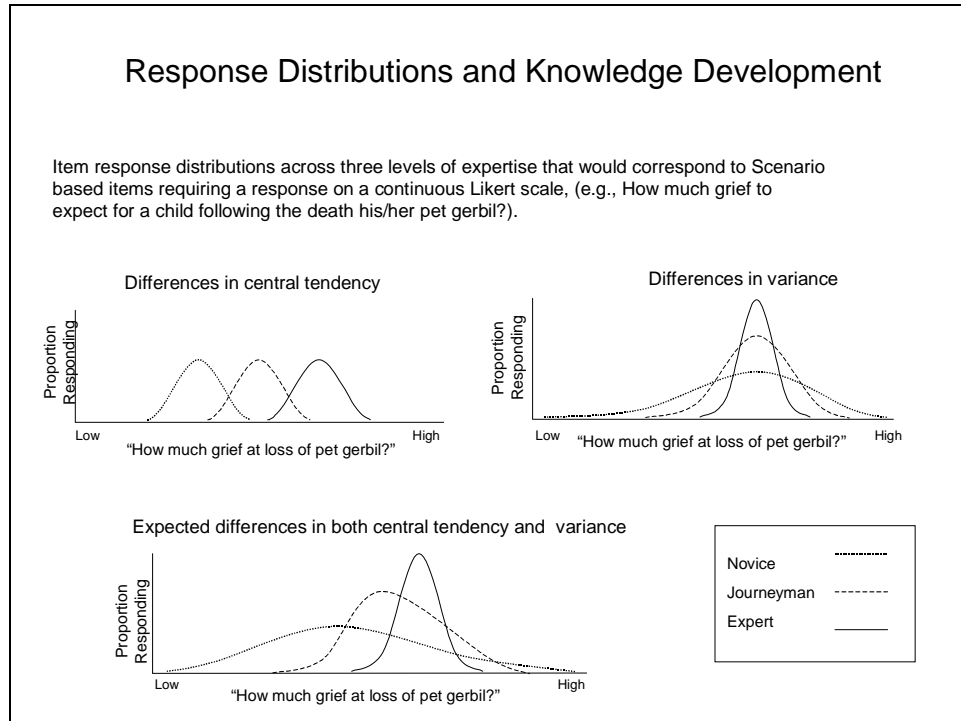 Response Distributions and Knowledge Development
Item response distributions across three levels of expertise that would correspond to Scenario
based items requiring a response on a continuous Likert scale, (e.g., How much grief to
expect for a child following the death his/her pet gerbil?).
Differences in central tendency
Proportion
Responding
Low
High
“How much grief at loss of pet gerbil?”
Differences in variance
Proportion
Responding
Low
High
“How much grief at loss of pet gerbil?”
Expected differences in both central tendency and variance
Proportion
Responding
Low
High
“How much grief at loss of pet gerbil?”
Novice
Journeyman
Expert